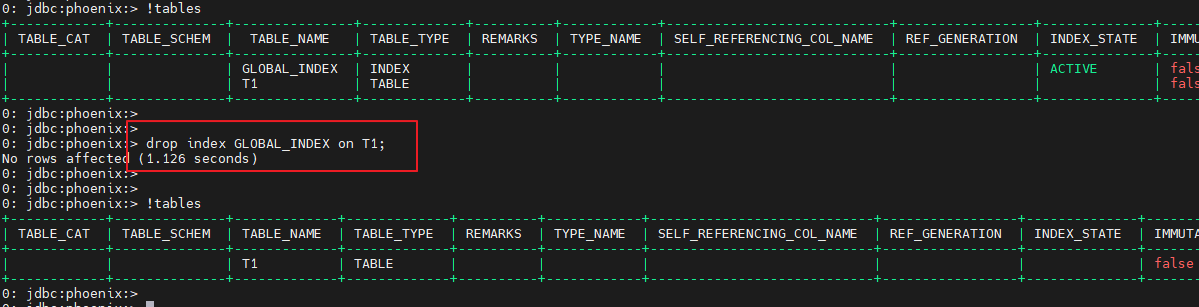 0: jdbc:phoenix:> !tables
| TABLE_CAT | TABLE_SCHEM | TABLE_NAME | TABLE_TYPE | REMARKS | TYPE_NAME | SELF_REFERENCING_COL_NAME | REF_GENERATION | INDEX_STATE | IMMU
| | | GLOBAL_INDEX | INDEX | | | | | ACTIVE | fals
| | | T1 | TABLE | | | | | | fals
0: jdbc:phoenix:>
0: jdbc:phoenix:>
0: jdbc:phoenix:> drop index GLOBAL_INDEX on T1;
No rows affected (1.126 seconds)
0: jdbc:phoenix:>
0: jdbc:phoenix:>
0: jdbc:phoenix:> !tables
| TABLE_CAT | TABLE_SCHEM | TABLE_NAME | TABLE_TYPE | REMARKS | TYPE_NAME | SELF_REFERENCING_COL_NAME | REF_GENERATION | INDEX_STATE | IMMUTA
| | | T1 | TABLE | | | | | | false
0: jdbc:phoenix:>
0: jdbc:phoenix:>